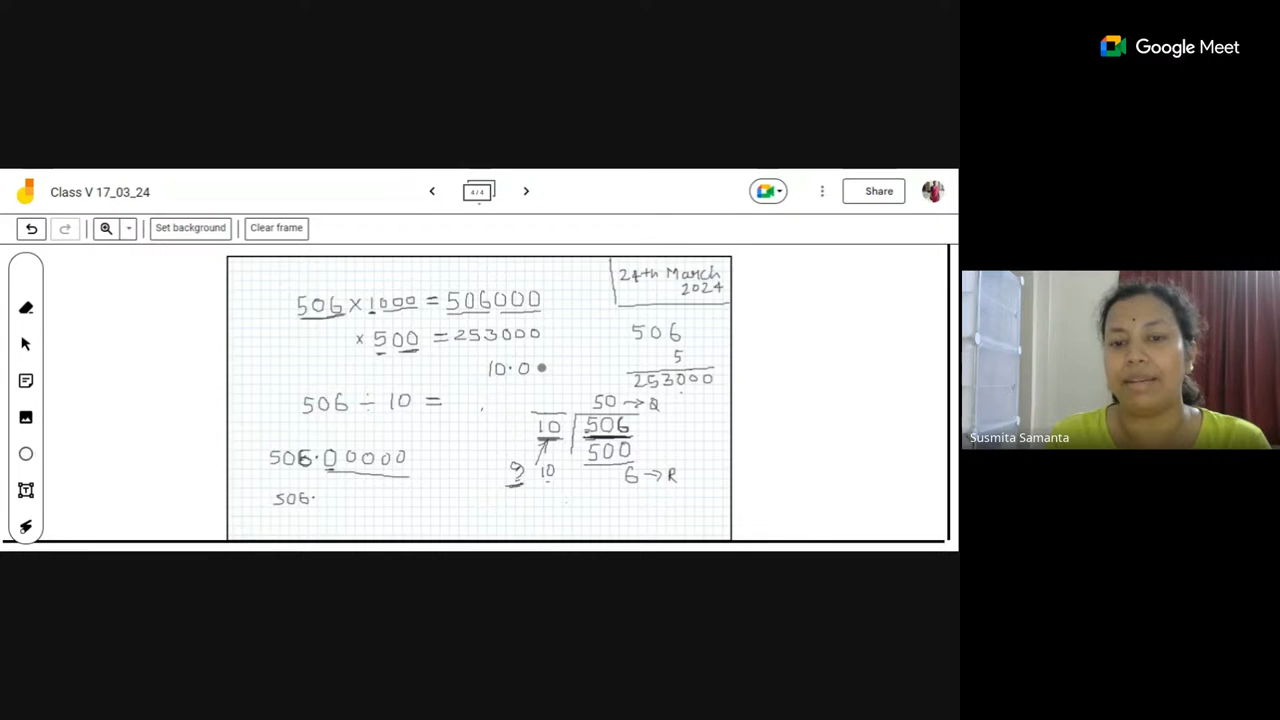 Google Meet
Class V 17_03_24
4/4
Share
Set background
Clear frame
24th March
2024
506 × 1000 = 506000
× 500 = 253000
10.0
506
5
253000
506 ÷ 10 =
50 → Q
10 506
500
6 → R
? 10
506.00000
506.
Susmita Samanta